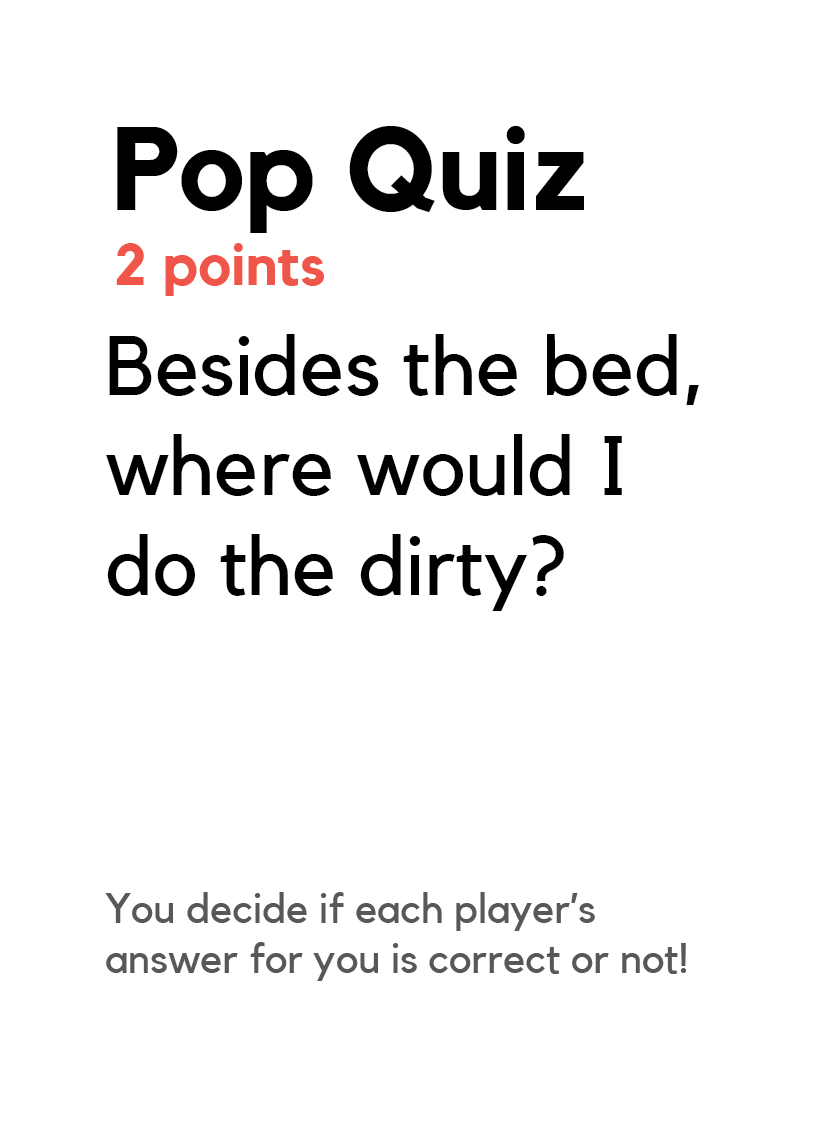 Pop Quiz
2 points
Besides the bed,
where would I
do the dirty?
You decide if each player’s
answer for you is correct or not!